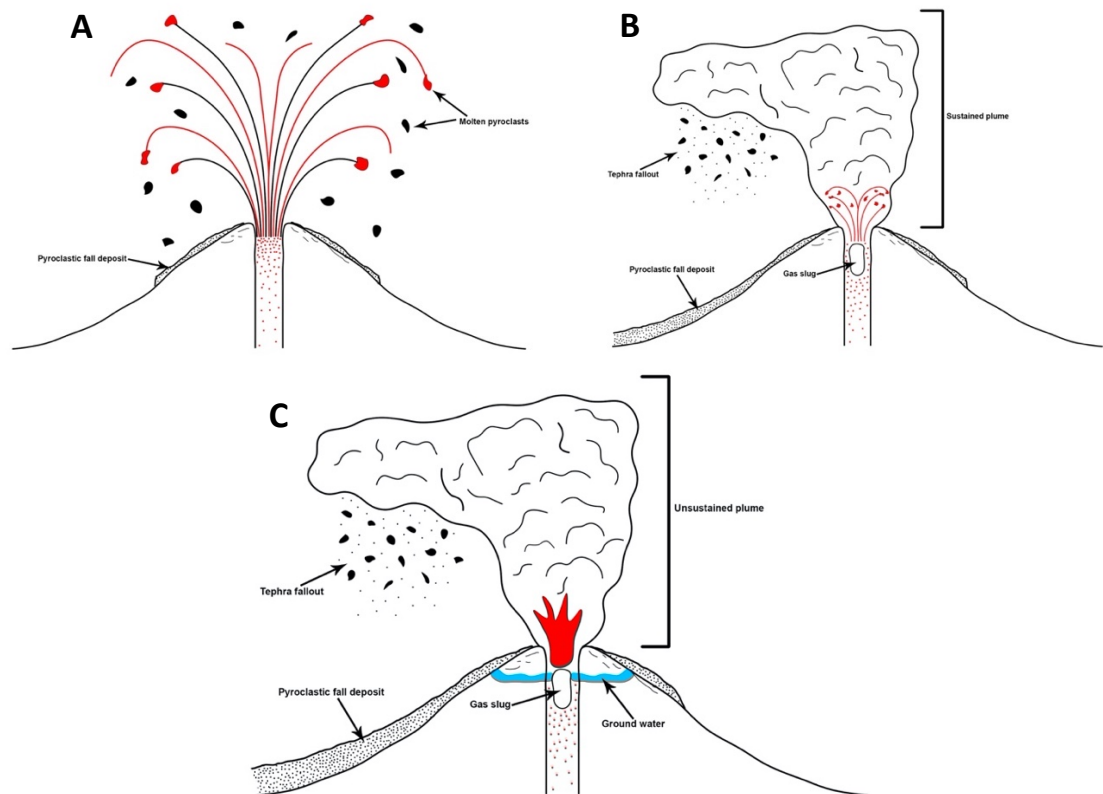 A
Molten pyroclasts
Pyroclastic fall deposit
B
Sustained plume
Tephra fallout
Gas slug
Pyroclastic fall deposit
C
Unsustained plume
Tephra fallout
Pyroclastic fall deposit
Gas slug
Ground water